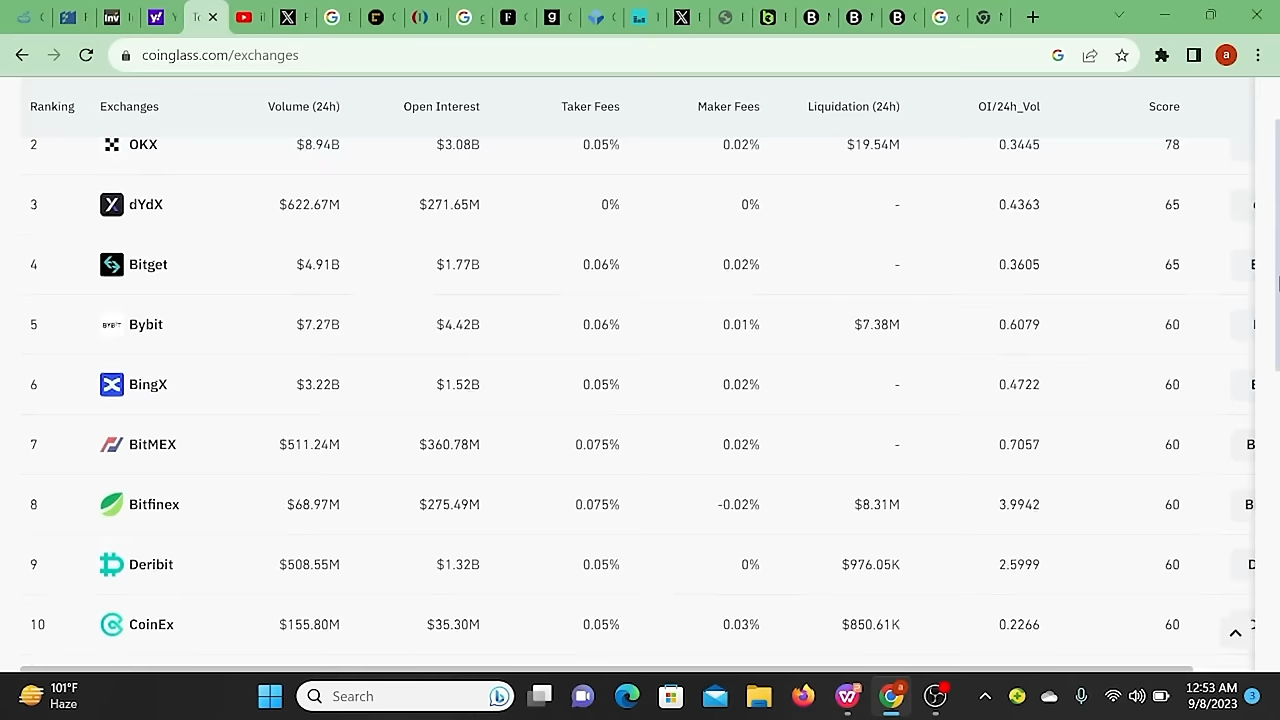 coinglass.com/exchanges
Ranking Exchanges Volume (24h) Open Interest Taker Fees Maker Fees Liquidation (24h) OI/24h_Vol Score
2 OKX $8.94B $3.08B 0.05% 0.02% $19.54M 0.3445 78
3 dYdX $622.67M $271.65M 0% 0% - 0.4363 65
4 Bitget $4.91B $1.77B 0.06% 0.02% - 0.3605 65
5 Bybit $7.27B $4.42B 0.06% 0.01% $7.38M 0.6079 60
6 BingX $3.22B $1.52B 0.05% 0.02% - 0.4722 60
7 BitMEX $511.24M $360.78M 0.075% 0.02% - 0.7057 60
8 Bitfinex $68.97M $275.49M 0.075% -0.02% $8.31M 3.9942 60
9 Deribit $508.55M $1.32B 0.05% 0% $976.05K 2.5999 60
10 CoinEx $155.80M $35.30M 0.05% 0.03% $850.61K 0.2266 60
101°F
Haze
Search
12:53 AM
9/8/2023
3